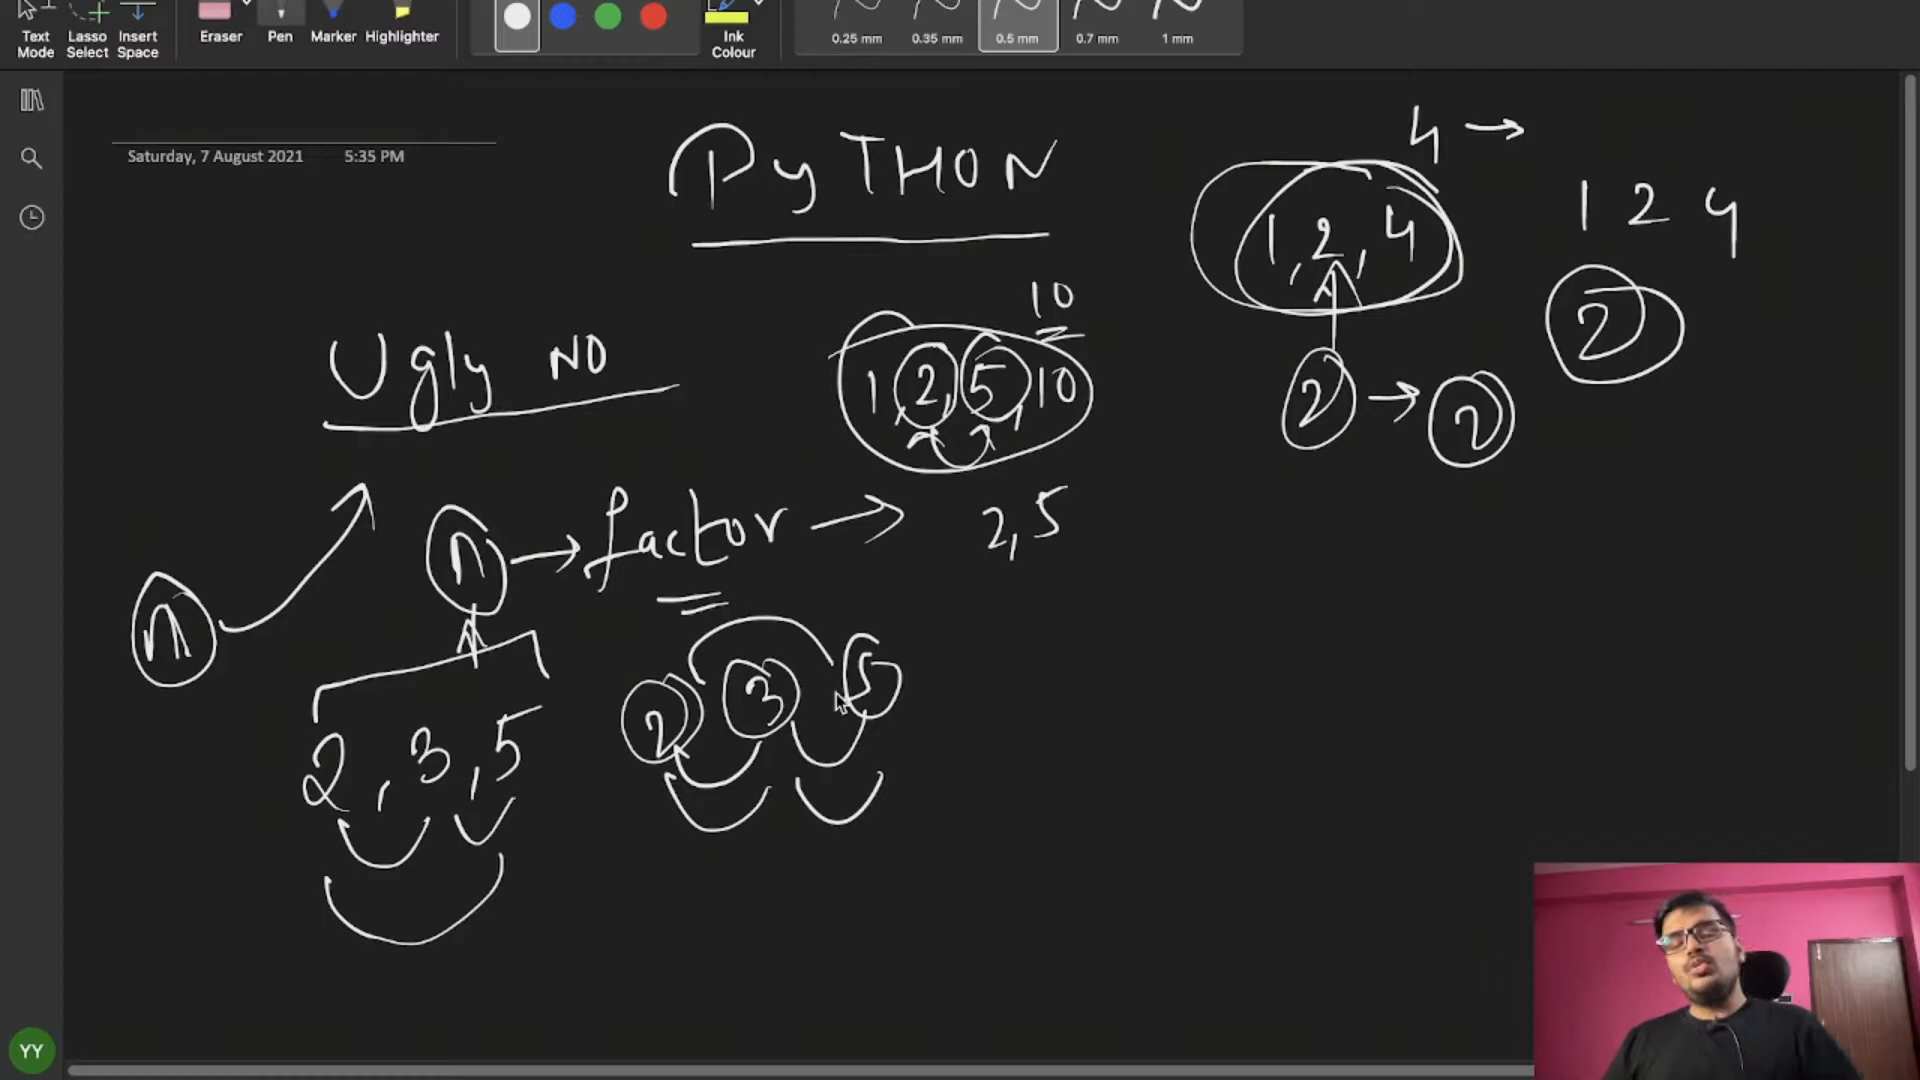 Text Mode
Lasso Select
Insert Space
Eraser
Pen
Marker
Highlighter
Ink Colour
0.25 mm
0.35 mm
0.5 mm
0.7 mm
1 mm
Saturday, 7 August 2021 5:35 PM
PyTHON
4 →
1, 2, 4
1 2 4
2
2 → 2
Ugly NO
10
1, 2, 5, 10
n → factor → 2, 5
n
2, 3, 5
2 3 5
YY